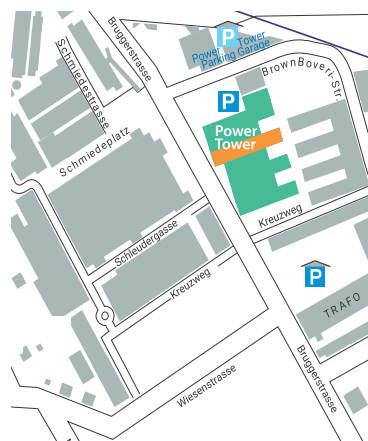 Bruggerstrasse
P
Power Tower
Parking Garage
Schmiedestrasse
BrownBoveri-Str.
P
Schmiedeplatz
Power
Tower
Kreuzweg
Schleudergasse
Kreuzweg
P
TRAFO
Bruggerstrasse
Wiesenstrasse